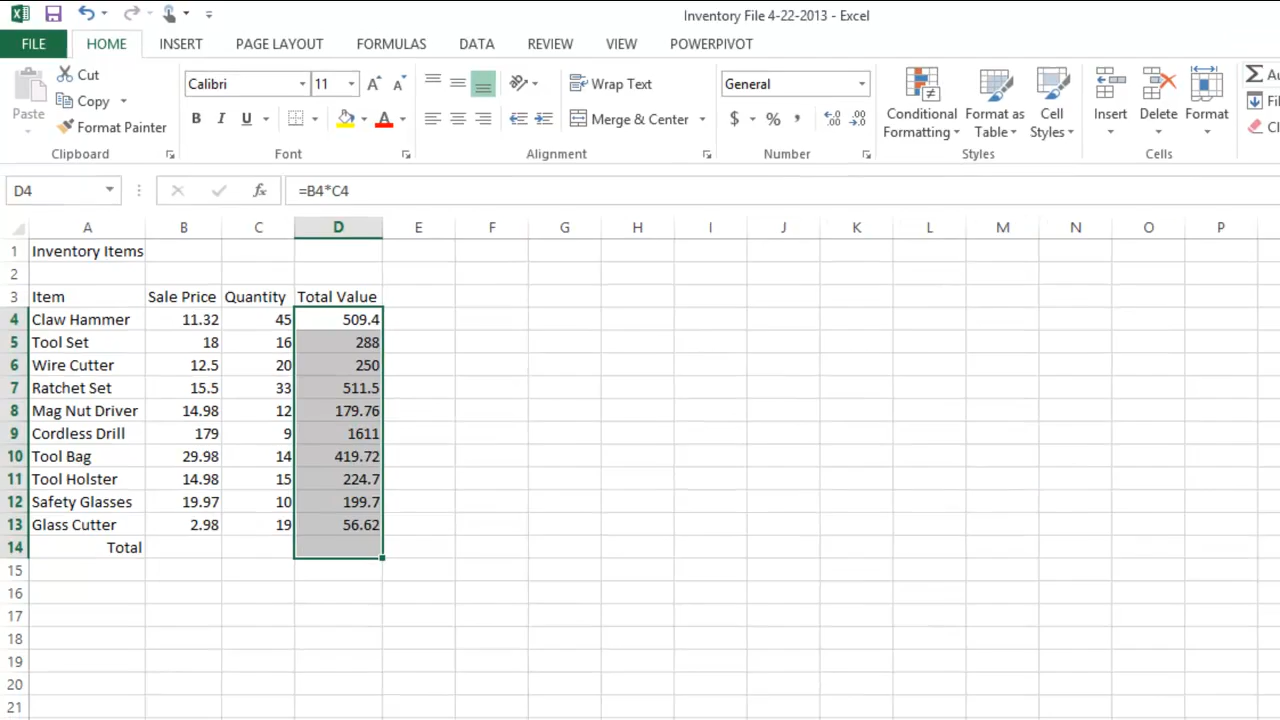 Inventory File 4-22-2013 - Excel
FILE HOME INSERT PAGE LAYOUT FORMULAS DATA REVIEW VIEW POWERPIVOT
Paste
Cut
Copy
Format Painter
Calibri 11
B I U A
Wrap Text
Merge & Center
General
$ % ,
Conditional Formatting
Format as Table
Cell Styles
Insert Delete Format
Clipboard Font Alignment Number Styles Cells
D4 fx =B4*C4
A B C D E F G H I J K L M N O P
1 Inventory Items
2
3 Item Sale Price Quantity Total Value
4 Claw Hammer 11.32 45 509.4
5 Tool Set 18 16 288
6 Wire Cutter 12.5 20 250
7 Ratchet Set 15.5 33 511.5
8 Mag Nut Driver 14.98 12 179.76
9 Cordless Drill 179 9 1611
10 Tool Bag 29.98 14 419.72
11 Tool Holster 14.98 15 224.7
12 Safety Glasses 19.97 10 199.7
13 Glass Cutter 2.98 19 56.62
14 Total
15
16
17
18
19
20
21